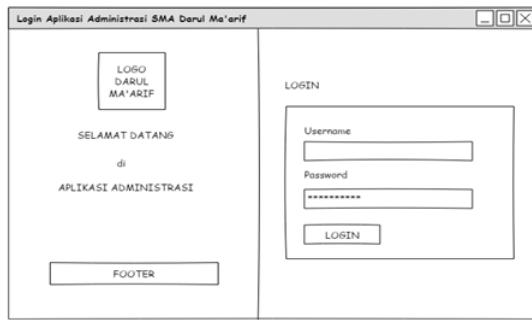 Login Aplikasi Administrasi SMA Darul Ma'arif
LOGO
DARUL
MA'ARIF
SELAMAT DATANG
di
APLIKASI ADMINISTRASI
FOOTER
LOGIN
Username
Password
**********
LOGIN